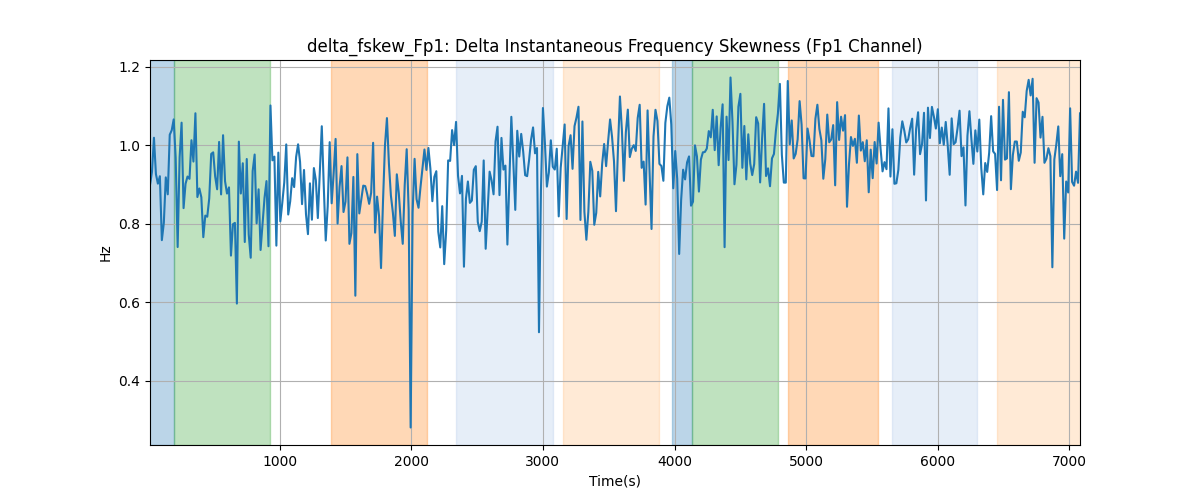 delta_fskew_Fp1: Delta Instantaneous Frequency Skewness (Fp1 Channel)
Hz
1.2
1.0
0.8
0.6
0.4
1000 2000 3000 4000 5000 6000 7000
Time(s)